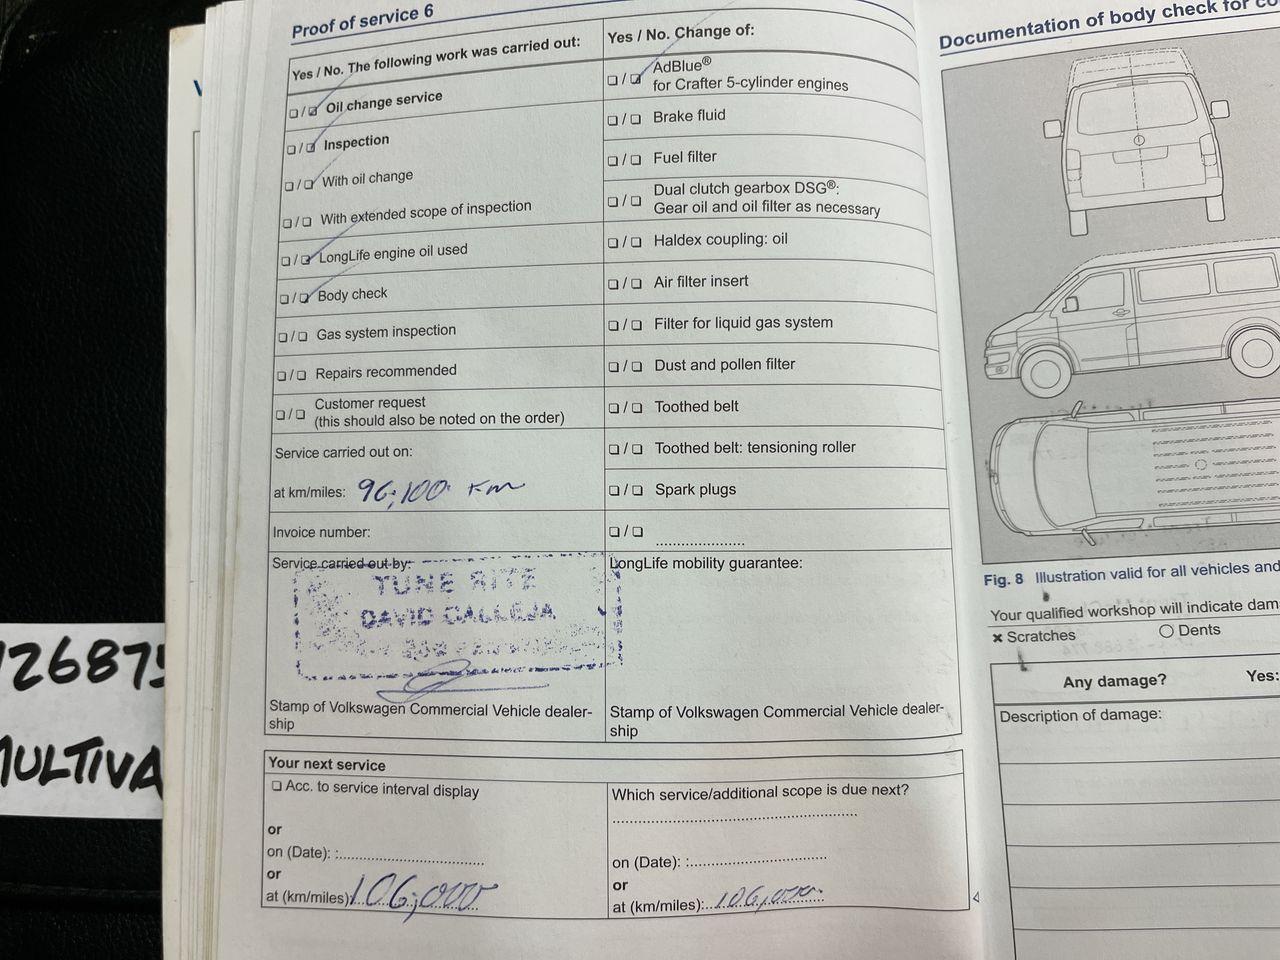 Proof of service 6
Yes / No. The following work was carried out:
❑ / ❑ Oil change service
❑ / ❑ Inspection
❑ / ❑ With oil change
❑ / ❑ With extended scope of inspection
❑ / ❑ LongLife engine oil used
❑ / ❑ Body check
❑ / ❑ Gas system inspection
❑ / ❑ Repairs recommended
❑ / ❑ Customer request
(this should also be noted on the order)
Service carried out on:
at km/miles: 96,100 km
Invoice number:
Service carried out by:
TUNE RITE
DAVID CALLEJA
Stamp of Volkswagen Commercial Vehicle dealer-
ship
Yes / No. Change of:
❑ / ❑ AdBlue®
for Crafter 5-cylinder engines
❑ / ❑ Brake fluid
❑ / ❑ Fuel filter
❑ / ❑ Dual clutch gearbox DSG®:
Gear oil and oil filter as necessary
❑ / ❑ Haldex coupling: oil
❑ / ❑ Air filter insert
❑ / ❑ Filter for liquid gas system
❑ / ❑ Dust and pollen filter
❑ / ❑ Toothed belt
❑ / ❑ Toothed belt: tensioning roller
❑ / ❑ Spark plugs
❑ / ❑ ......................
LongLife mobility guarantee:
Stamp of Volkswagen Commercial Vehicle dealer-
ship
Your next service
❑ Acc. to service interval display
or
on (Date): :
or
at (km/miles) 106,000
Which service/additional scope is due next?
on (Date): :
or
at (km/miles): 106,000
Documentation of body check for
Fig. 8 Illustration valid for all vehicles and
Your qualified workshop will indicate dam
× Scratches
○ Dents
Any damage? Yes:
Description of damage:
12687
MULTIVA